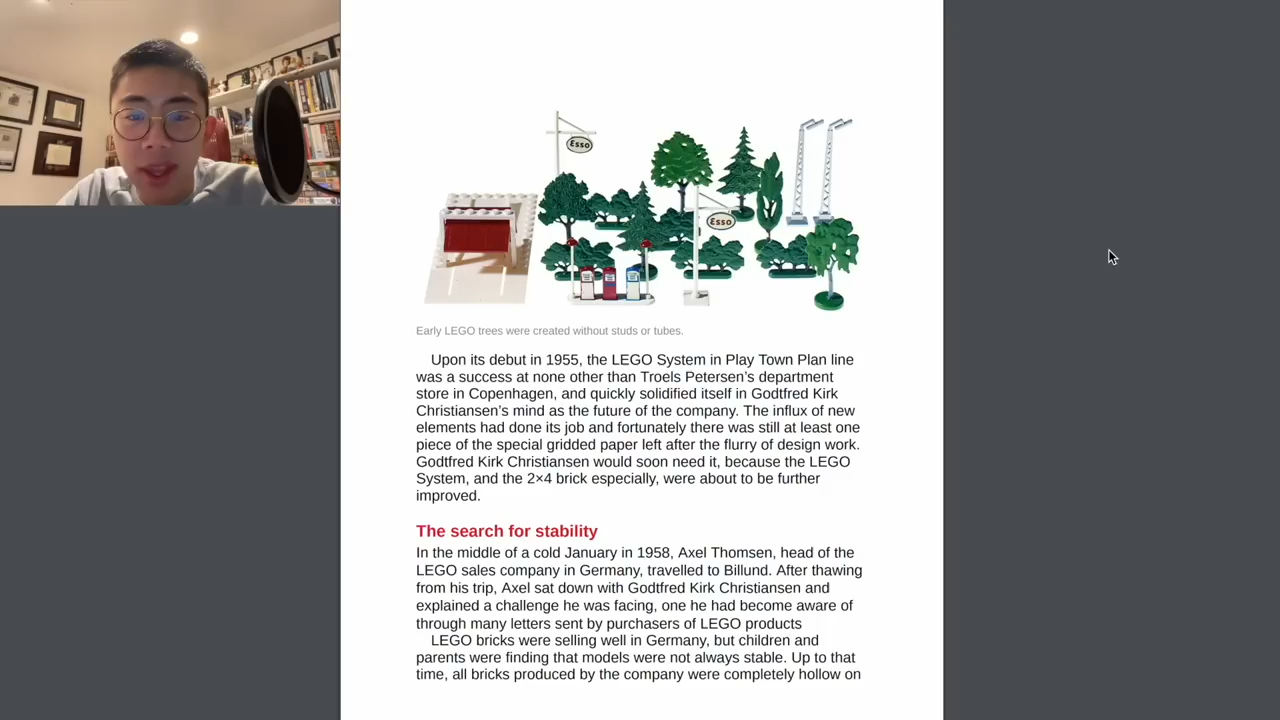 Esso
Esso
Early LEGO trees were created without studs or tubes.
Upon its debut in 1955, the LEGO System in Play Town Plan line
was a success at none other than Troels Petersen’s department
store in Copenhagen, and quickly solidified itself in Godtfred Kirk
Christiansen’s mind as the future of the company. The influx of new
elements had done its job and fortunately there was still at least one
piece of the special gridded paper left after the flurry of design work.
Godtfred Kirk Christiansen would soon need it, because the LEGO
System, and the 2×4 brick especially, were about to be further
improved.
The search for stability
In the middle of a cold January in 1958, Axel Thomsen, head of the
LEGO sales company in Germany, travelled to Billund. After thawing
from his trip, Axel sat down with Godtfred Kirk Christiansen and
explained a challenge he was facing, one he had become aware of
through many letters sent by purchasers of LEGO products
LEGO bricks were selling well in Germany, but children and
parents were finding that models were not always stable. Up to that
time, all bricks produced by the company were completely hollow on